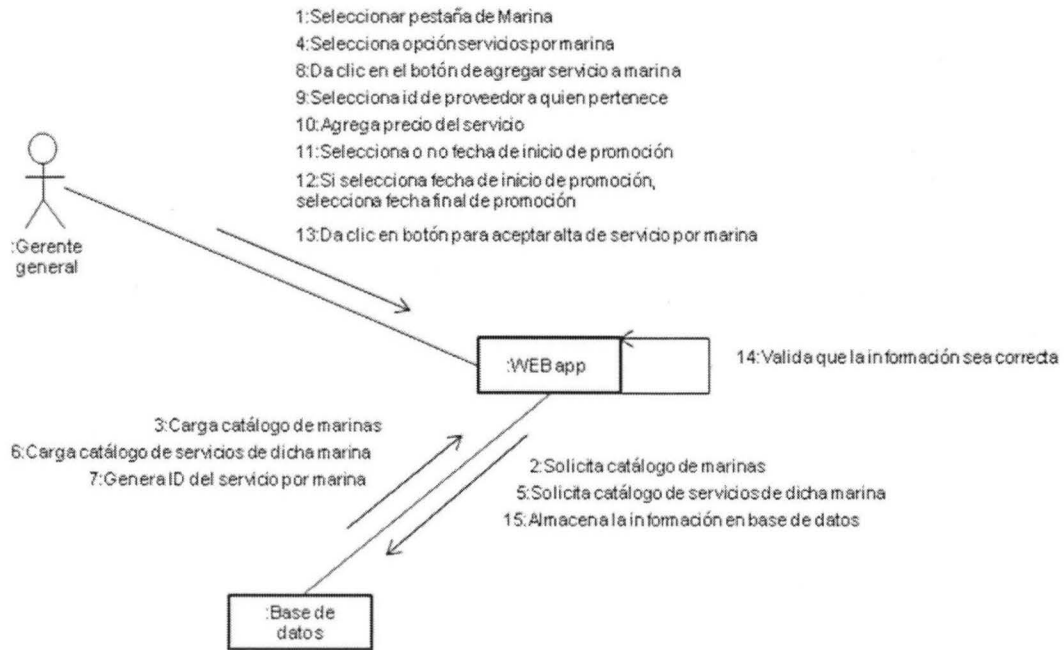 1:Seleccionar pestaña de Marina
4:Selecciona opción servicios por marina
8:Da clic en el botón de agregar servicio a marina
9:Selecciona id de proveedor a quien pertenece
10:Agrega precio del servicio
11:Selecciona o no fecha de inicio de promoción
12:Si selecciona fecha de inicio de promoción,
selecciona fecha final de promoción
13:Da clic en botón para aceptar alta de servicio por marina
:Gerente
general
:WEB app
14:Valida que la información sea correcta
3:Carga catálogo de marinas
6:Carga catálogo de servicios de dicha marina
7:Genera ID del servicio por marina
2:Solicita catálogo de marinas
5:Solicita catálogo de servicios de dicha marina
15:Almacena la información en base de datos
:Base de
datos